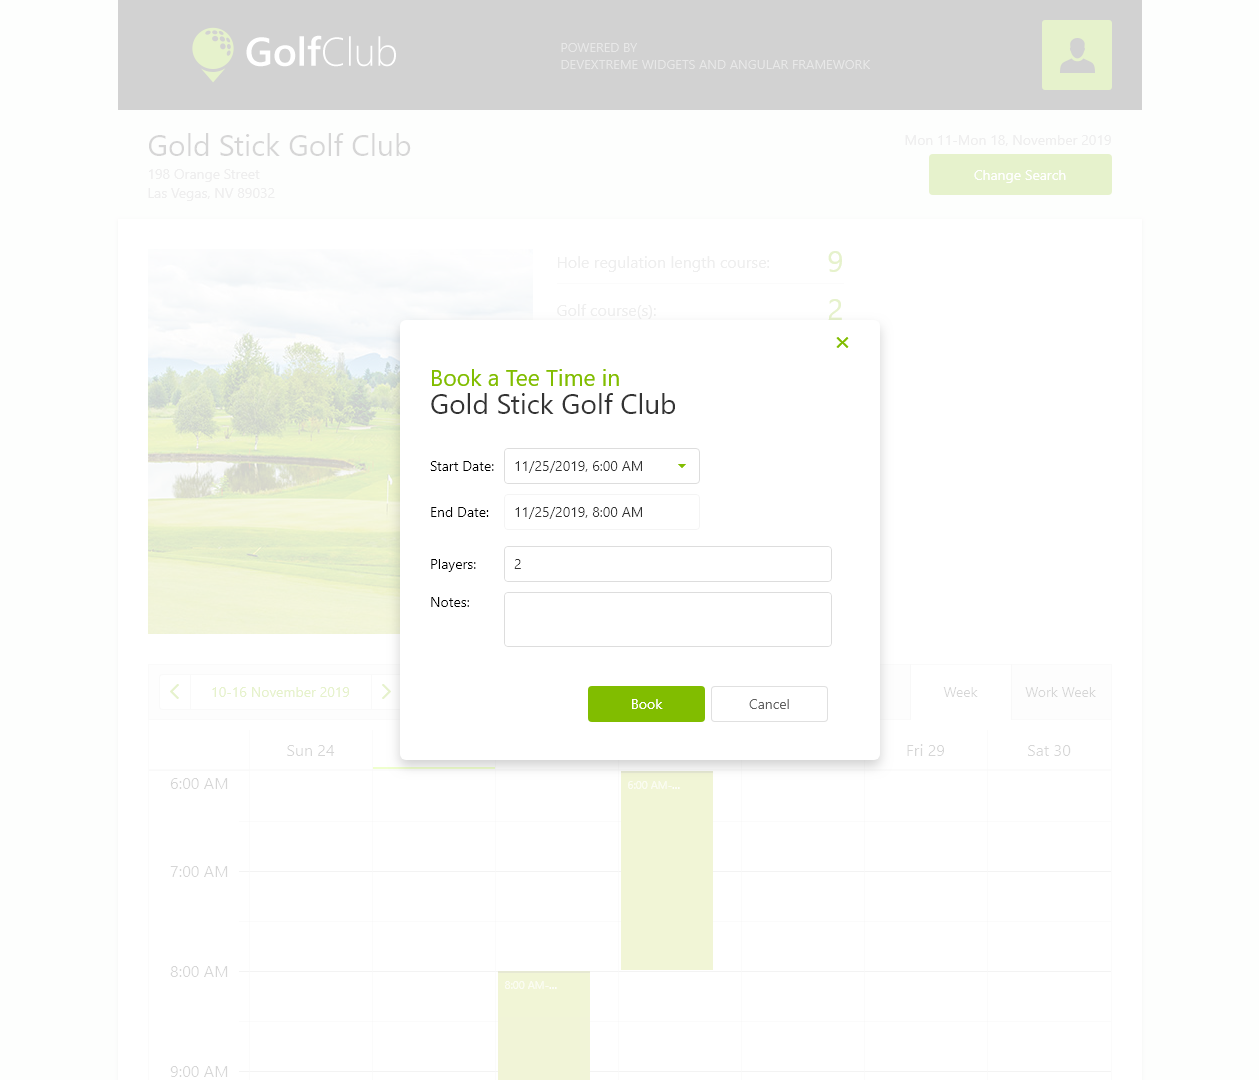 GolfClub
POWERED BY
DEVEXTREME WIDGETS AND ANGULAR FRAMEWORK
Gold Stick Golf Club
198 Orange Street
Las Vegas, NV 89032
Mon 11-Mon 18, November 2019
Change Search
Hole regulation length course: 9
Golf course(s): 2
Book a Tee Time in
Gold Stick Golf Club
Start Date: 11/25/2019, 6:00 AM
End Date: 11/25/2019, 8:00 AM
Players: 2
Notes:
Book Cancel
10-16 November 2019 Week Work Week
Sun 24 Fri 29 Sat 30
6:00 AM
6:00 AM-...
7:00 AM
8:00 AM
8:00 AM-...
9:00 AM